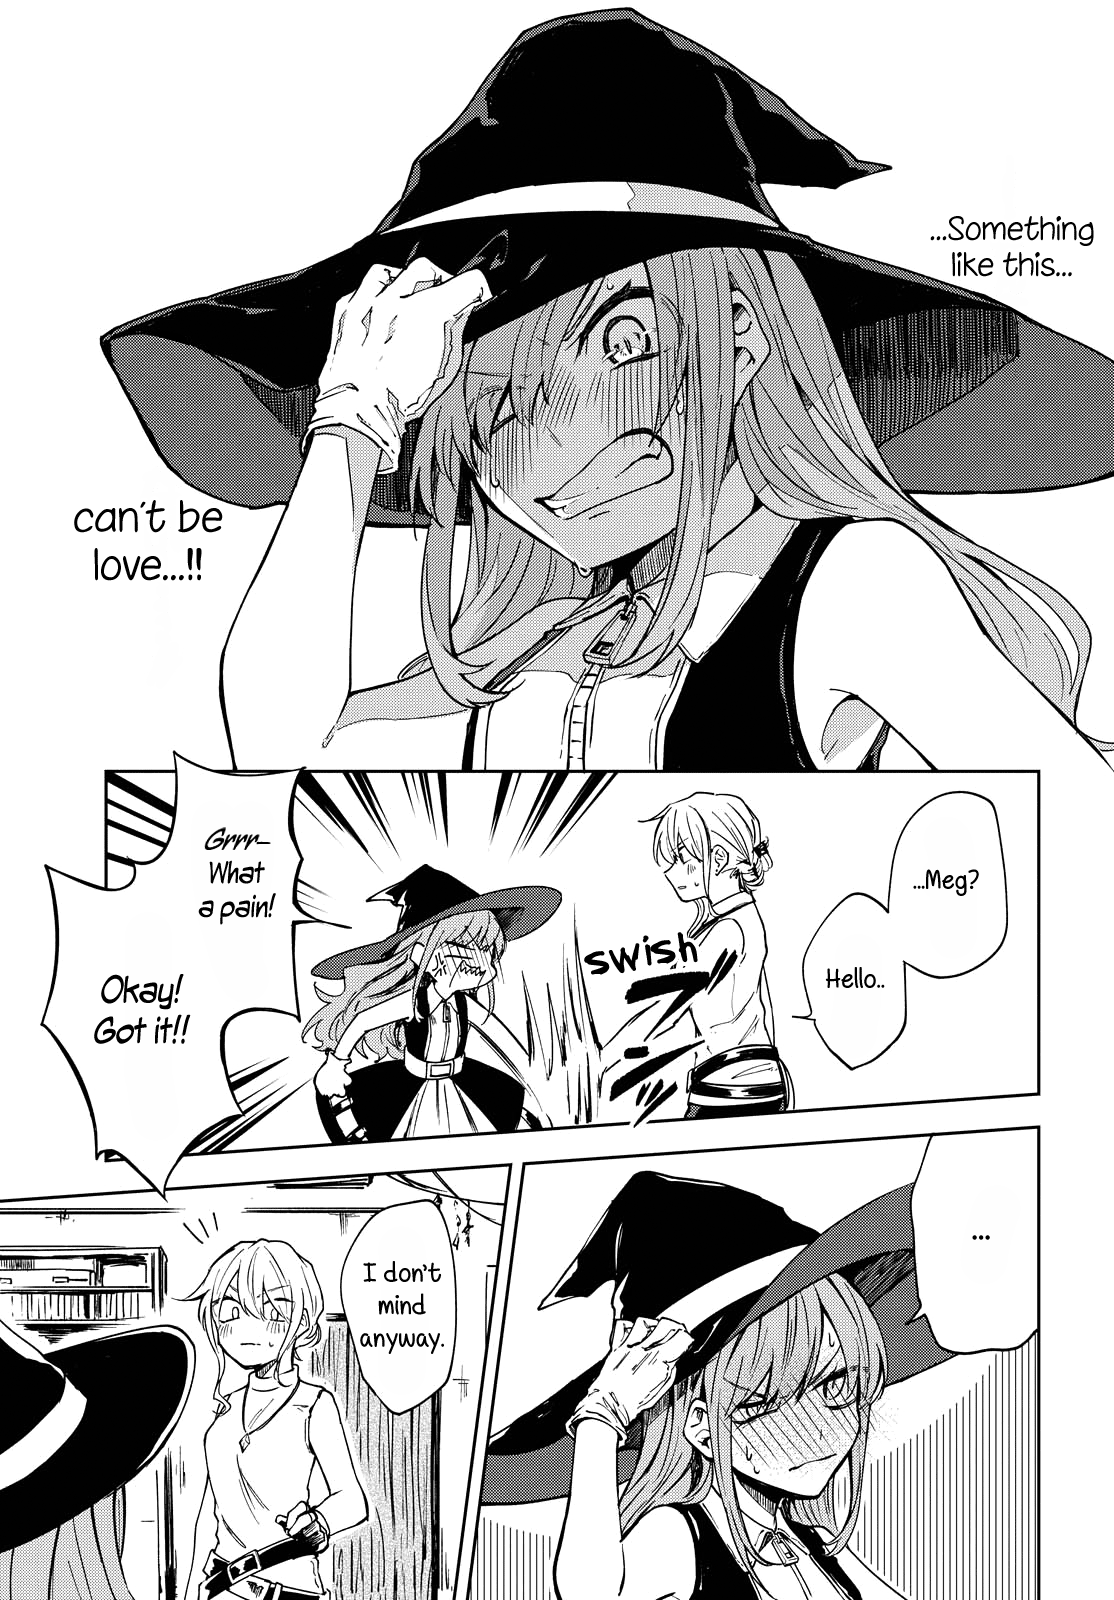 ...Something
like this...
can't be
love...!!
...Meg?
Hello..
swish
Grrr-
What
a pain!
Okay!
Got it!!
...
I don't
mind
anyway.